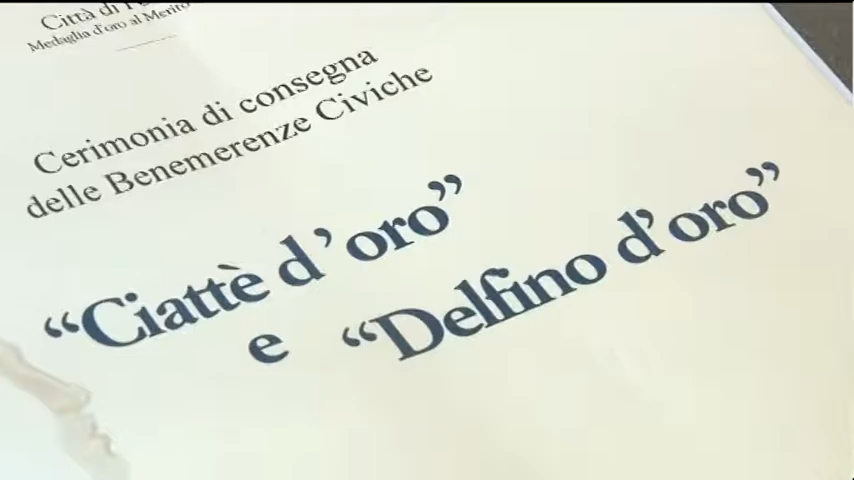 Città di
Medaglia d'oro al Merito
Cerimonia di consegna
delle Benemerenze Civiche
“Ciattè d’oro”
e “Delfino d’oro”